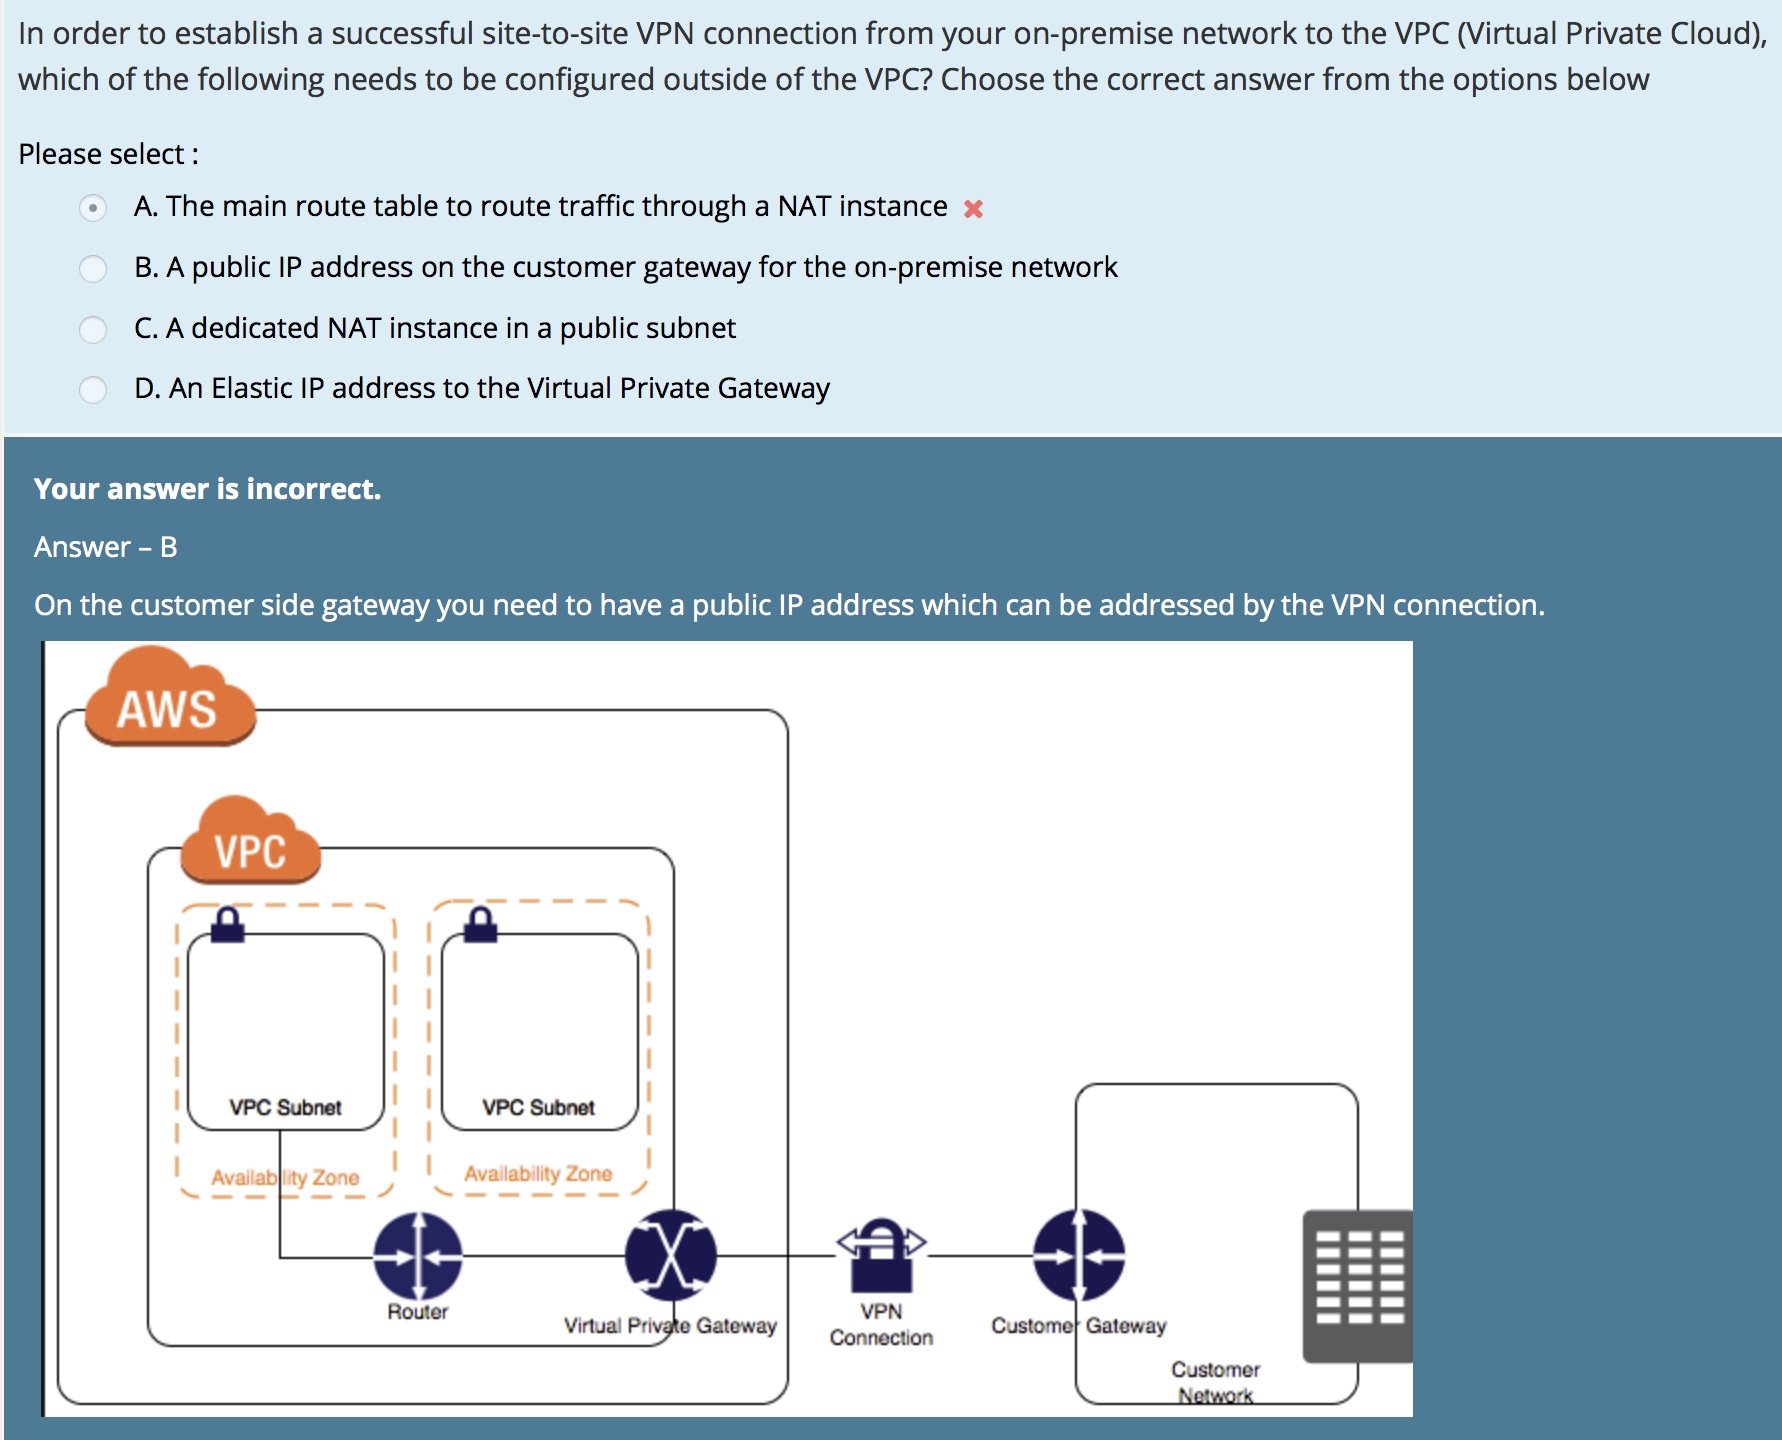 In order to establish a successful site-to-site VPN connection from your on-premise network to the VPC (Virtual Private Cloud),
which of the following needs to be configured outside of the VPC? Choose the correct answer from the options below
Please select :
A. The main route table to route traffic through a NAT instance
B. A public IP address on the customer gateway for the on-premise network
C. A dedicated NAT instance in a public subnet
D. An Elastic IP address to the Virtual Private Gateway
Your answer is incorrect.
Answer – B
On the customer side gateway you need to have a public IP address which can be addressed by the VPN connection.
AWS
VPC
VPC Subnet
VPC Subnet
Availability Zone
Availability Zone
Router
Virtual Private Gateway
VPN
Connection
Customer Gateway
Customer
Network